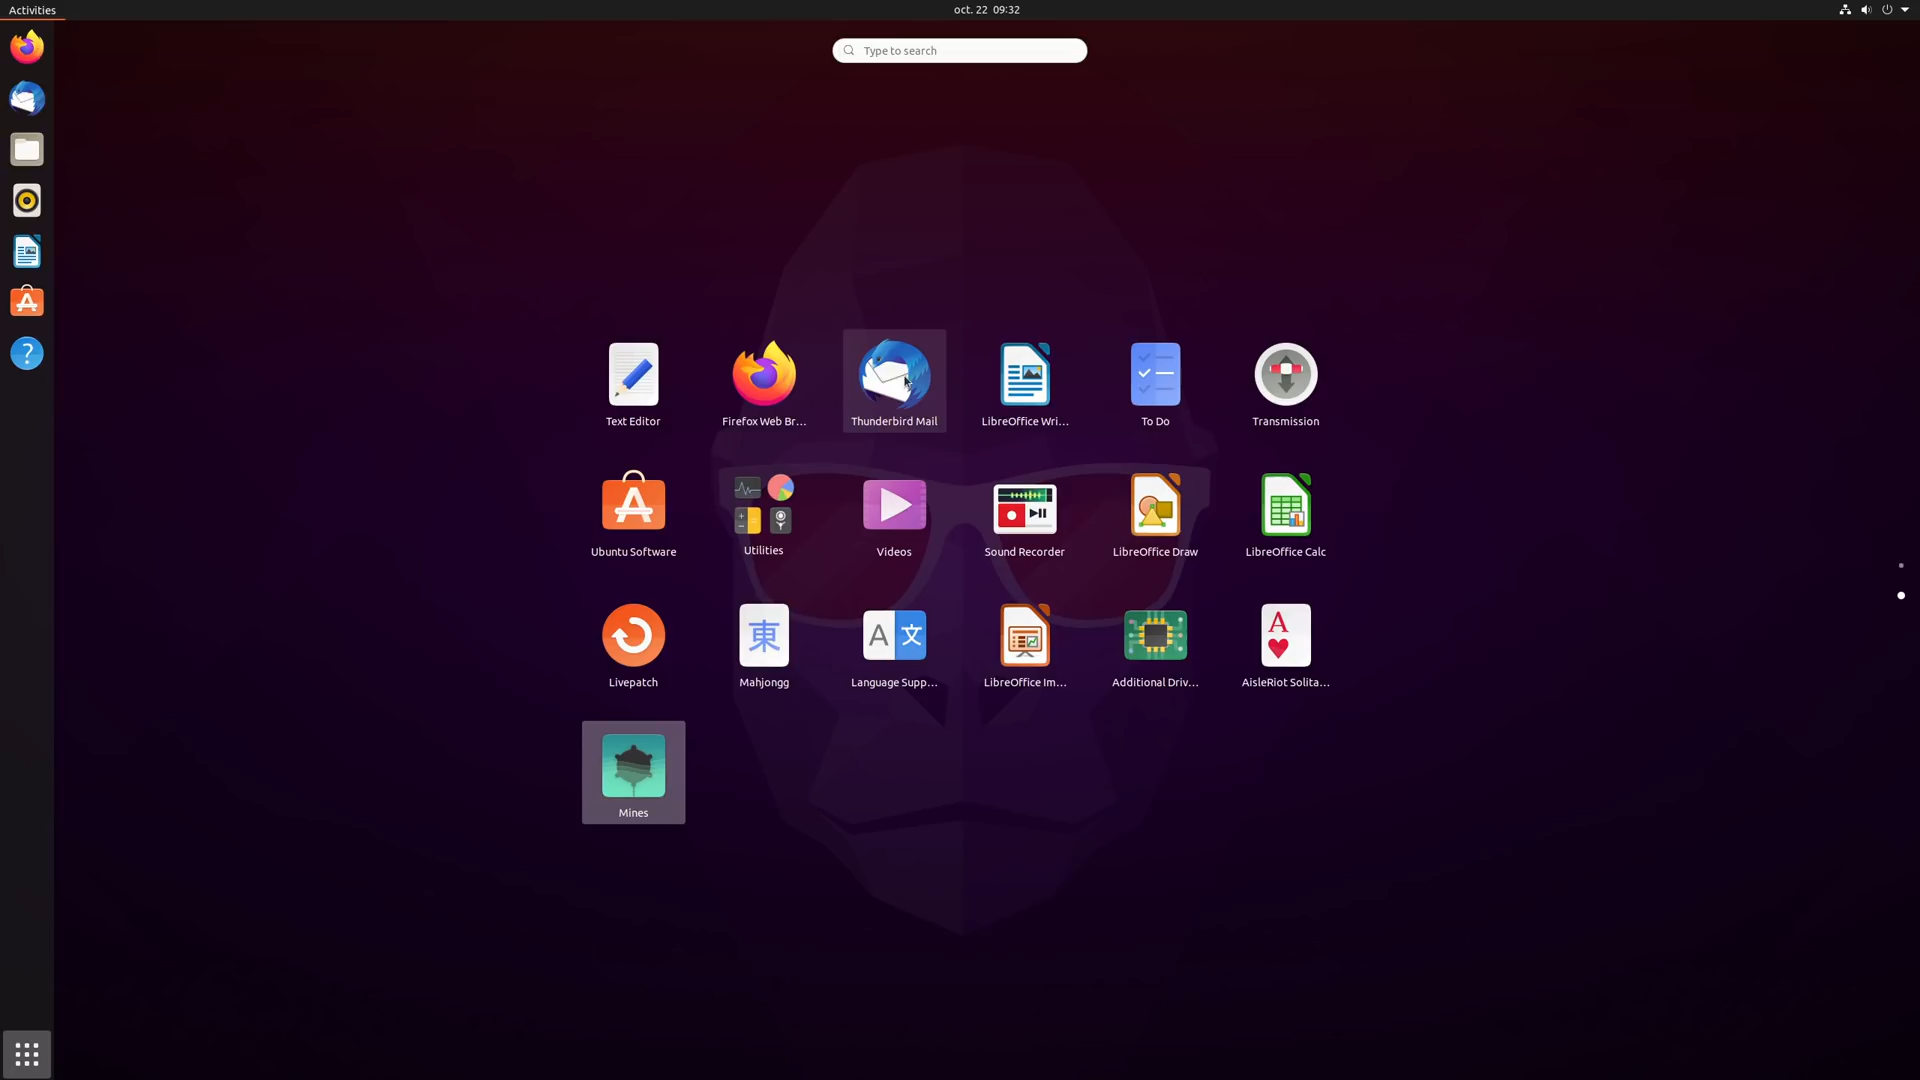 Activities
oct. 22 09:32
Type to search
Text Editor
Firefox Web Br...
Thunderbird Mail
LibreOffice Wri...
To Do
Transmission
Ubuntu Software
Utilities
Videos
Sound Recorder
LibreOffice Draw
LibreOffice Calc
A 文
東
A
Livepatch
Mahjongg
Language Supp...
LibreOffice Im...
Additional Driv...
AisleRiot Solita...
Mines